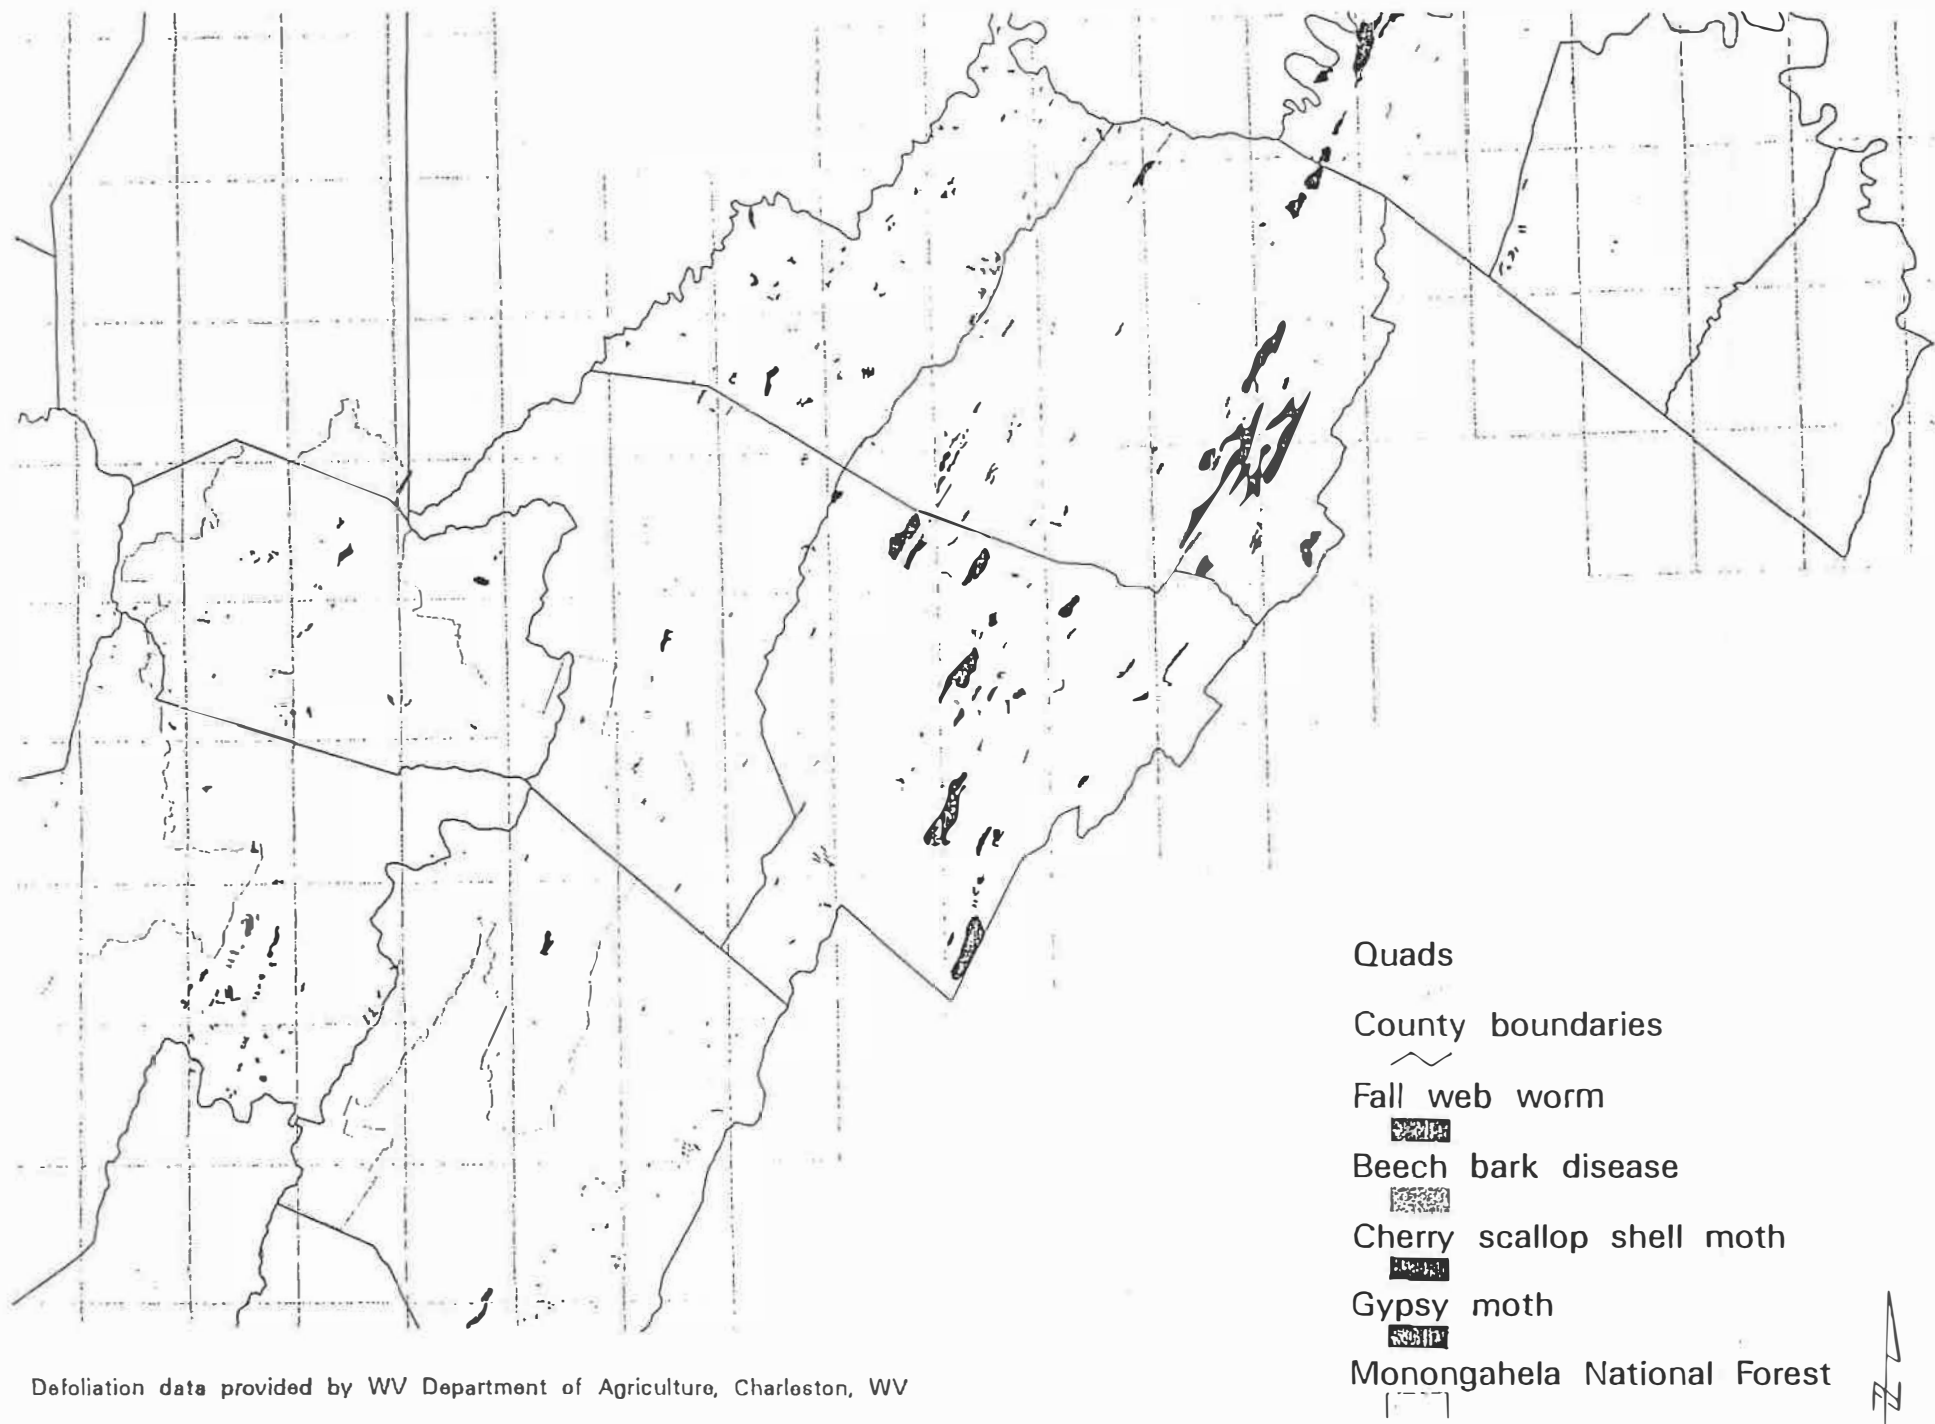 Quads
County boundaries
Fall web worm
Beech bark disease
Cherry scallop shell moth
Gypsy moth
Monongahela National Forest
Defoliation data provided by WV Department of Agriculture, Charleston, WV
N